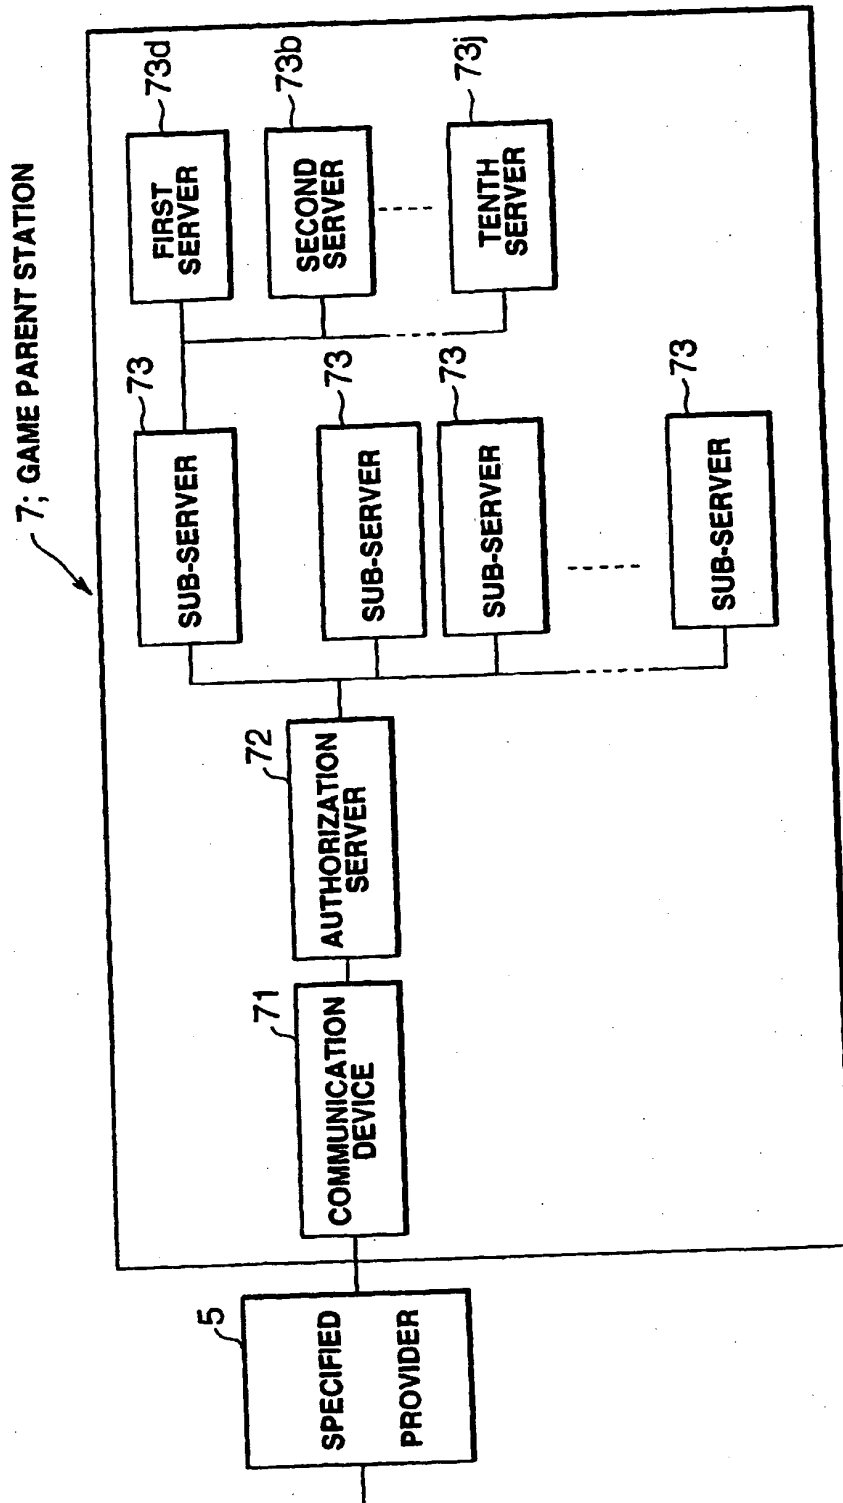 7; GAME PARENT STATION
5
SPECIFIED
PROVIDER
71
COMMUNICATION
DEVICE
72
AUTHORIZATION
SERVER
73
SUB-SERVER
73
SUB-SERVER
73
SUB-SERVER
73
SUB-SERVER
73d
FIRST
SERVER
73b
SECOND
SERVER
73j
TENTH
SERVER